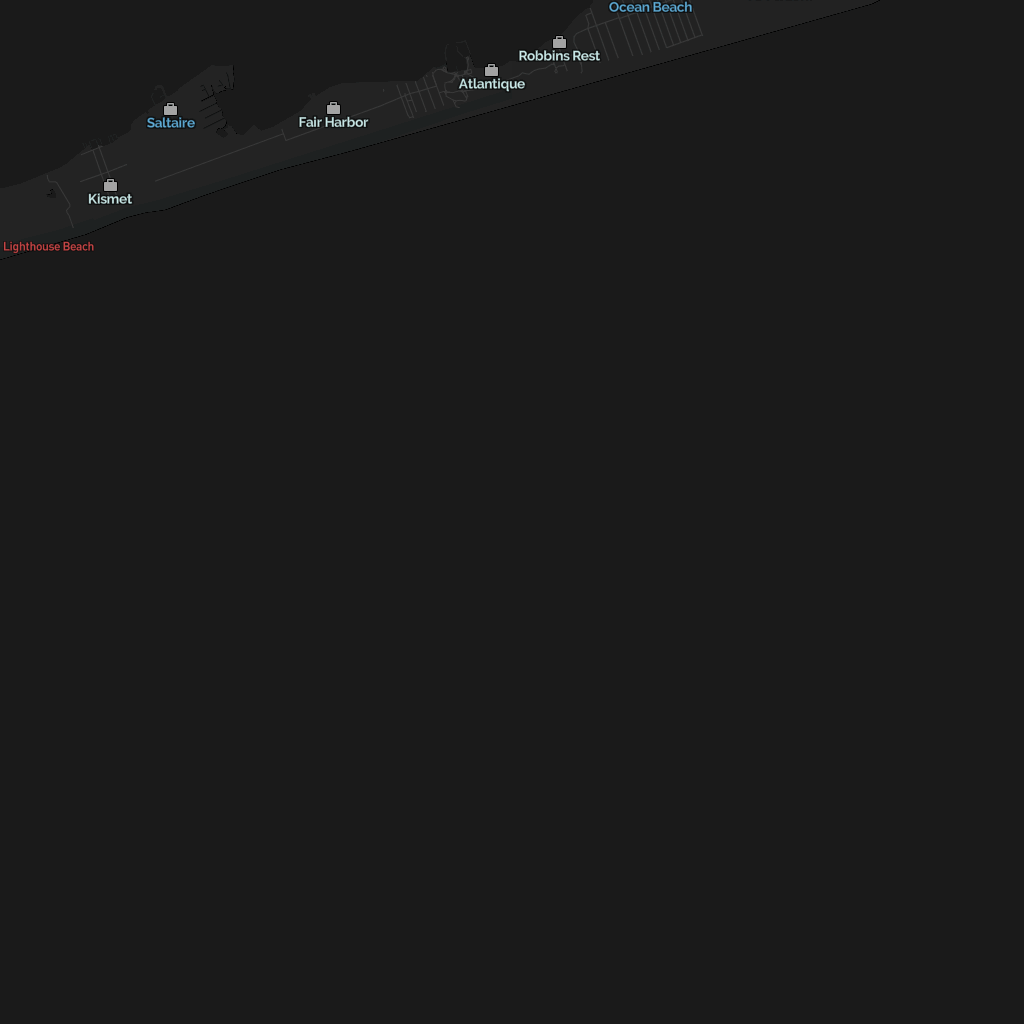 Ocean Beach
Robbins Rest
Atlantique
Saltaire
Fair Harbor
Kismet
Lighthouse Beach